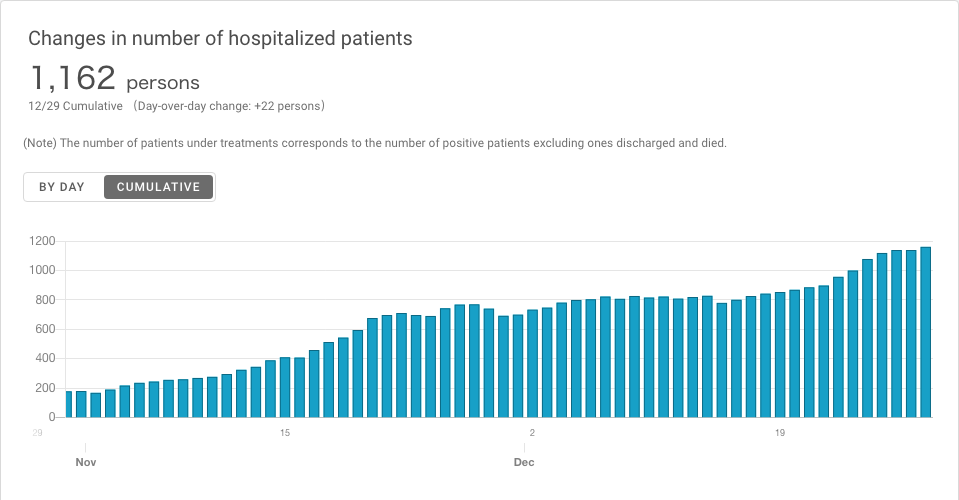 Changes in number of hospitalized patients
1,162 persons
12/29 Cumulative (Day-over-day change: +22 persons)
(Note) The number of patients under treatments corresponds to the number of positive patients excluding ones discharged and died.
BY DAY CUMULATIVE
1200
1000
800
600
400
200
0
29 15 2 19
Nov Dec